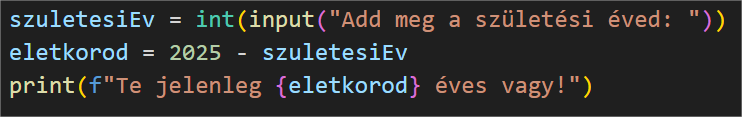 szuletesiEv = int(input("Add meg a születési éved: "))
eletkorod = 2025 - szuletesiEv
print(f"Te jelenleg {eletkorod} éves vagy!")